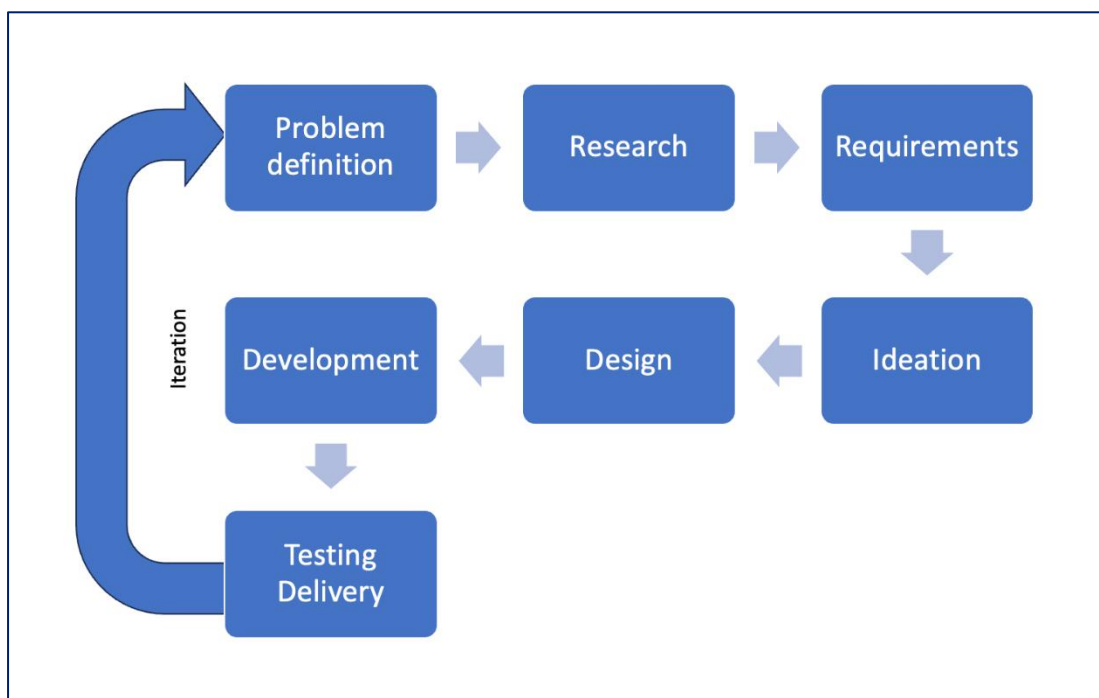 Problem
definition
Research
Requirements
Ideation
Design
Development
Iteration
Testing
Delivery